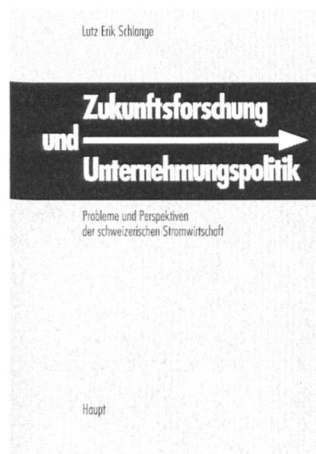 Lutz Erik Schlange
Zukunftsforschung
und
Unternehmungspolitik
Probleme und Perspektiven
der schweizerischen Stromwirtschaft
Haupt